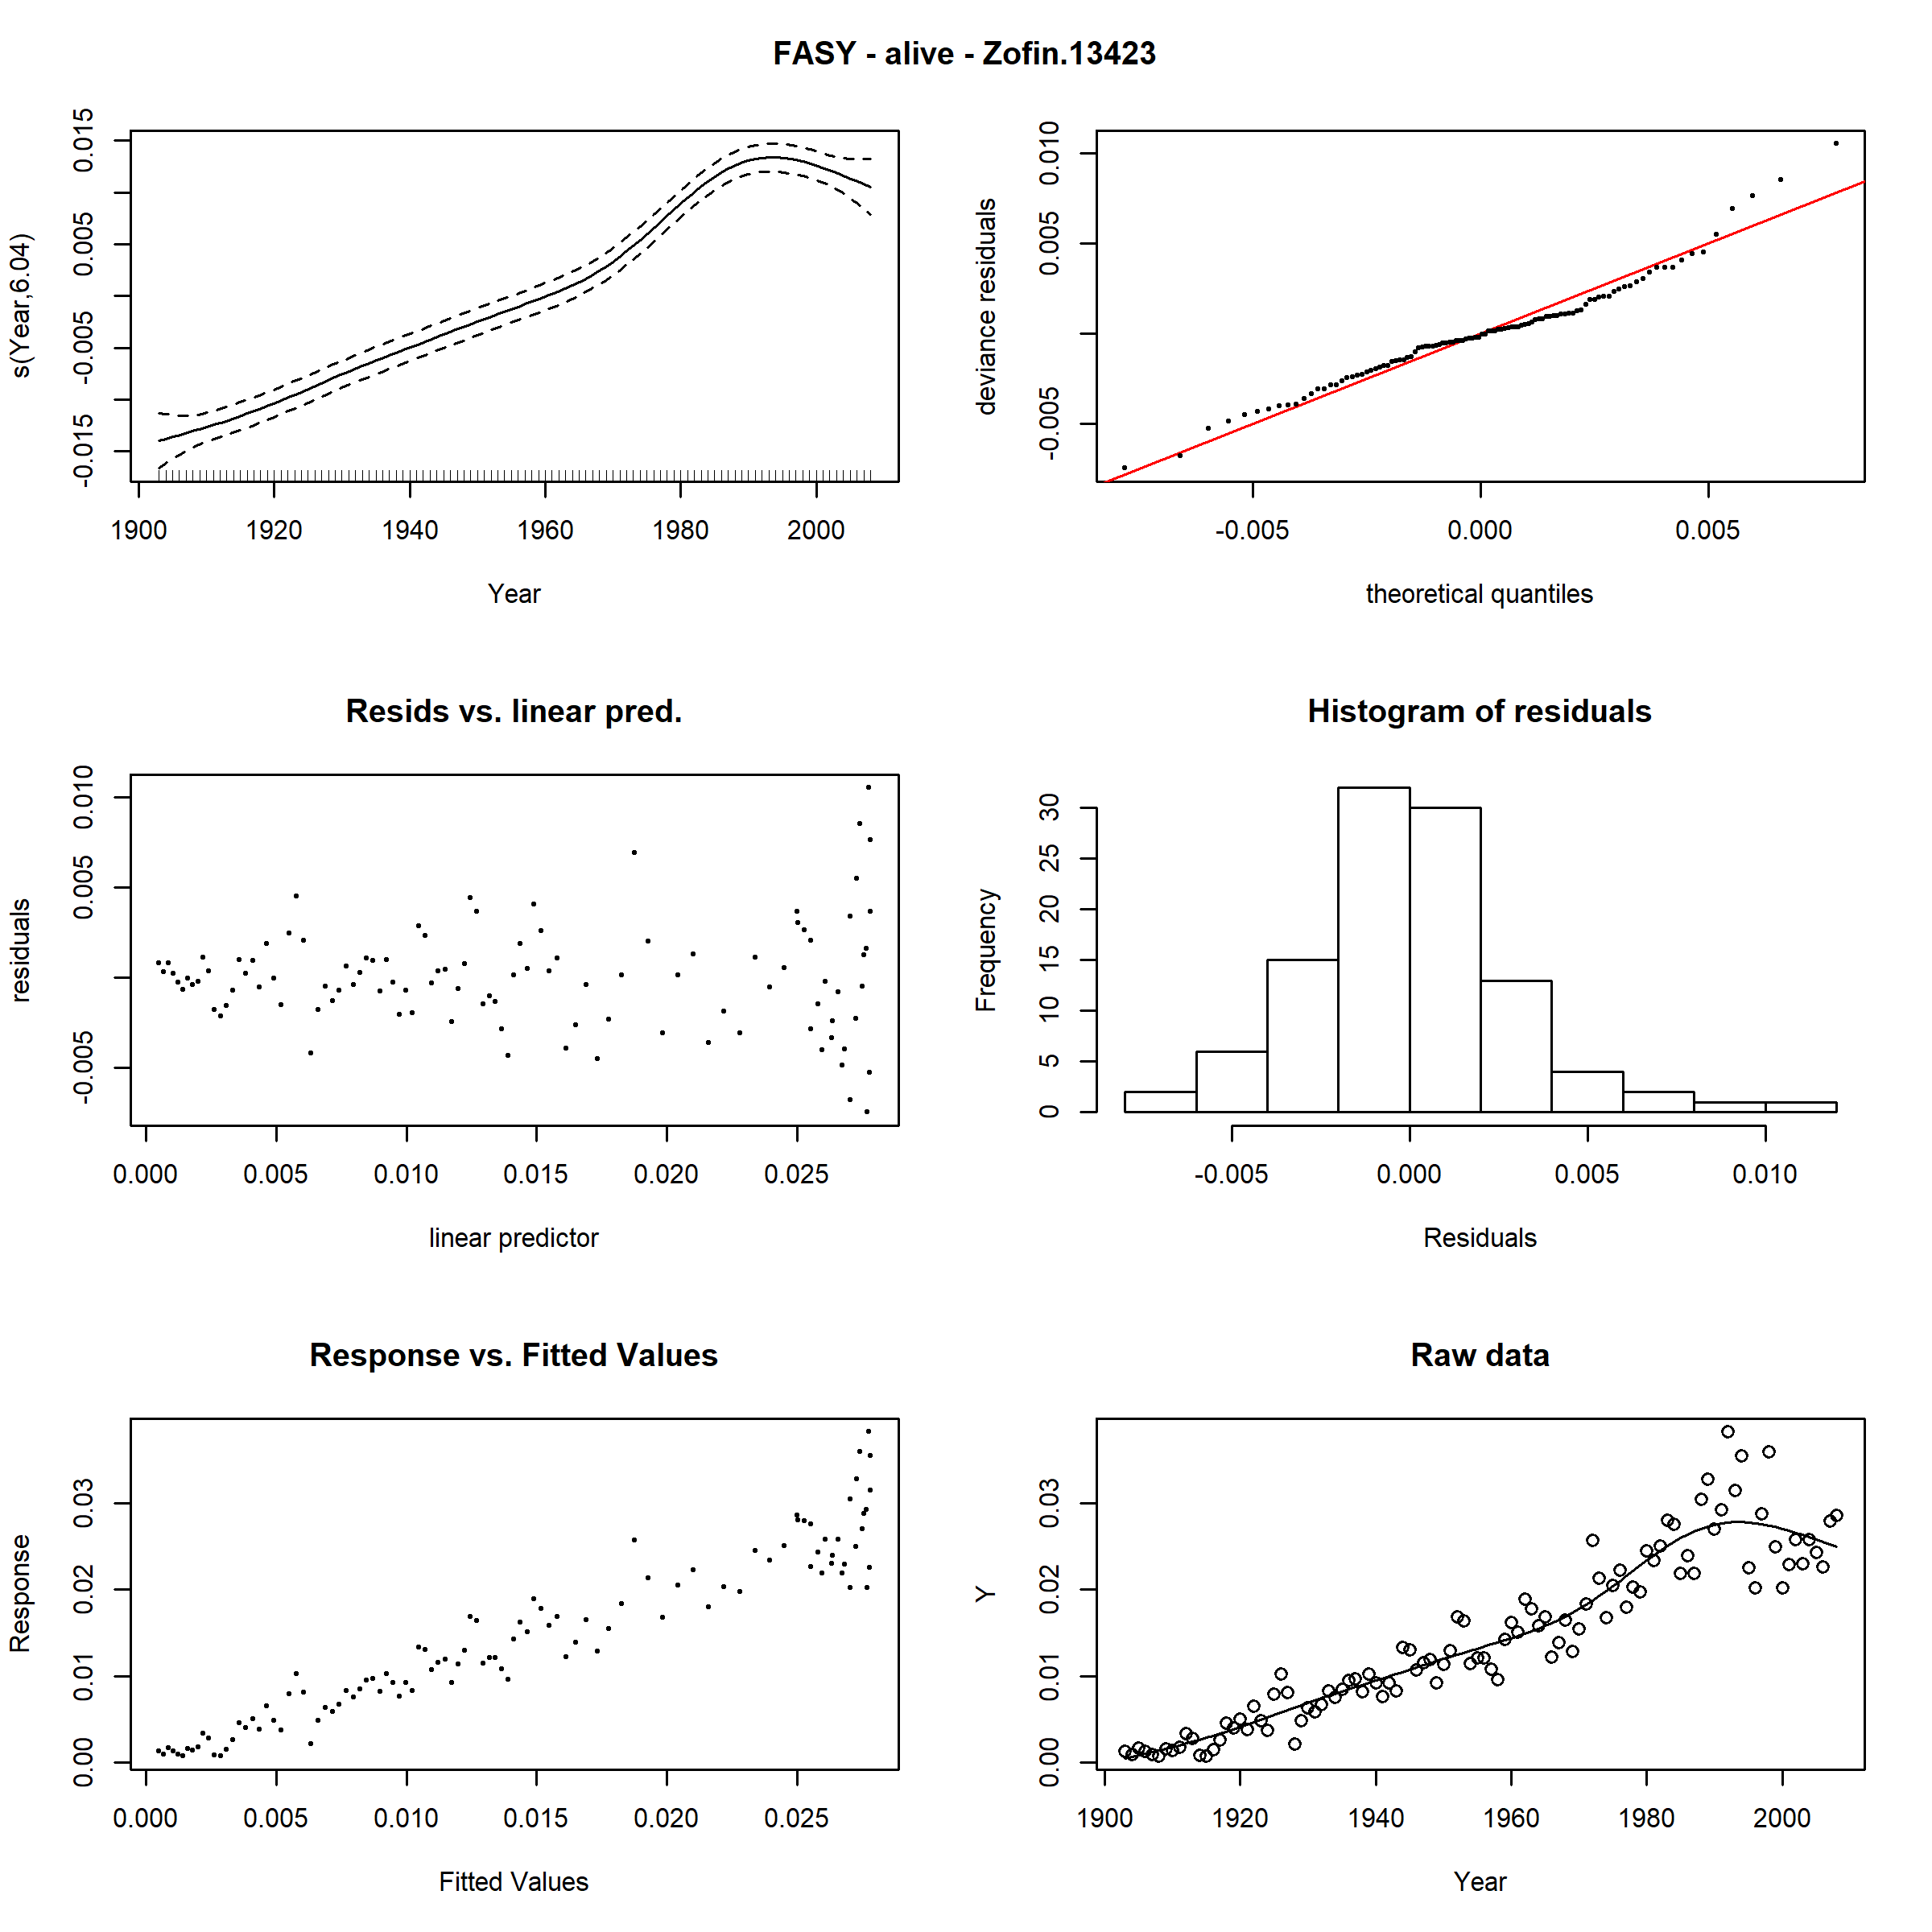 FASY - alive - Zofin.13423
s(Year,6.04)
-0.015 -0.005 0.005 0.015
1900 1920 1940 1960 1980 2000
Year
deviance residuals
-0.005 0.005 0.010
-0.005 0.000 0.005
theoretical quantiles
Resids vs. linear pred.
residuals
-0.005 0.005 0.010
0.000 0.005 0.010 0.015 0.020 0.025
linear predictor
Histogram of residuals
Frequency
0 5 10 15 20 25 30
-0.005 0.000 0.005 0.010
Residuals
Response vs. Fitted Values
Response
0.00 0.01 0.02 0.03
0.000 0.005 0.010 0.015 0.020 0.025
Fitted Values
Raw data
Y
0.00 0.01 0.02 0.03
1900 1920 1940 1960 1980 2000
Year